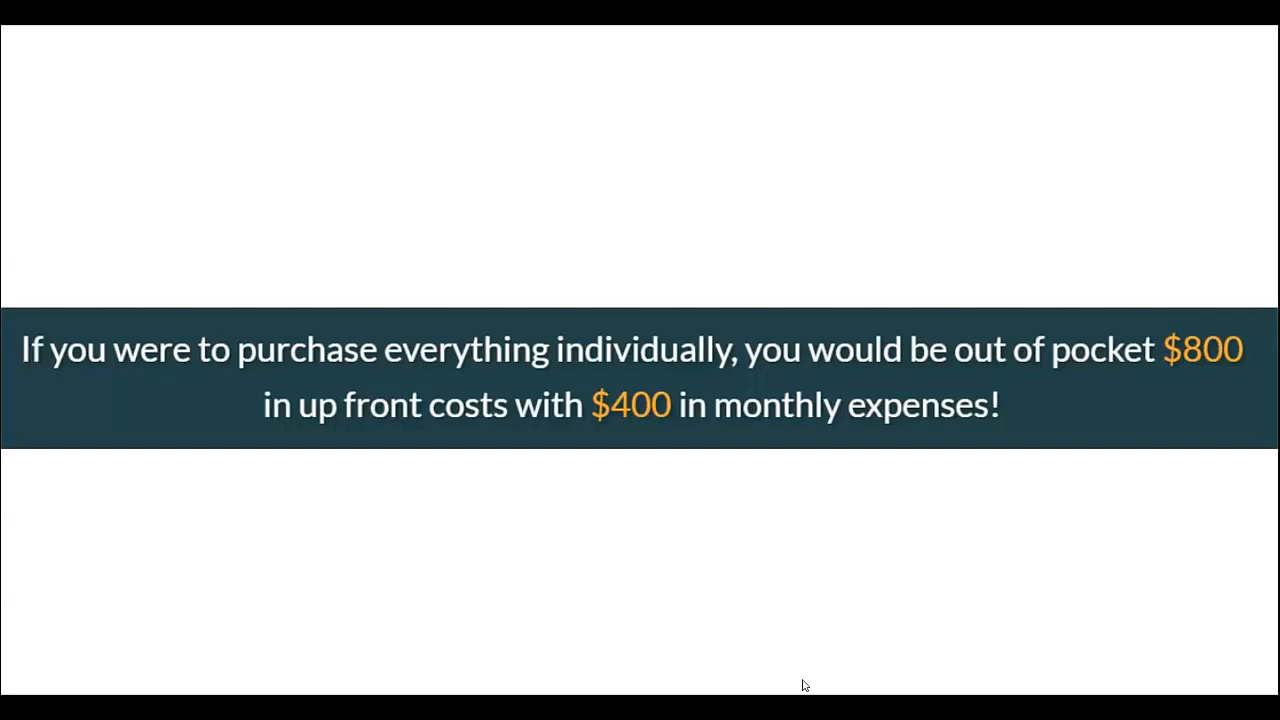 If you were to purchase everything individually, you would be out of pocket $800
in up front costs with $400 in monthly expenses!